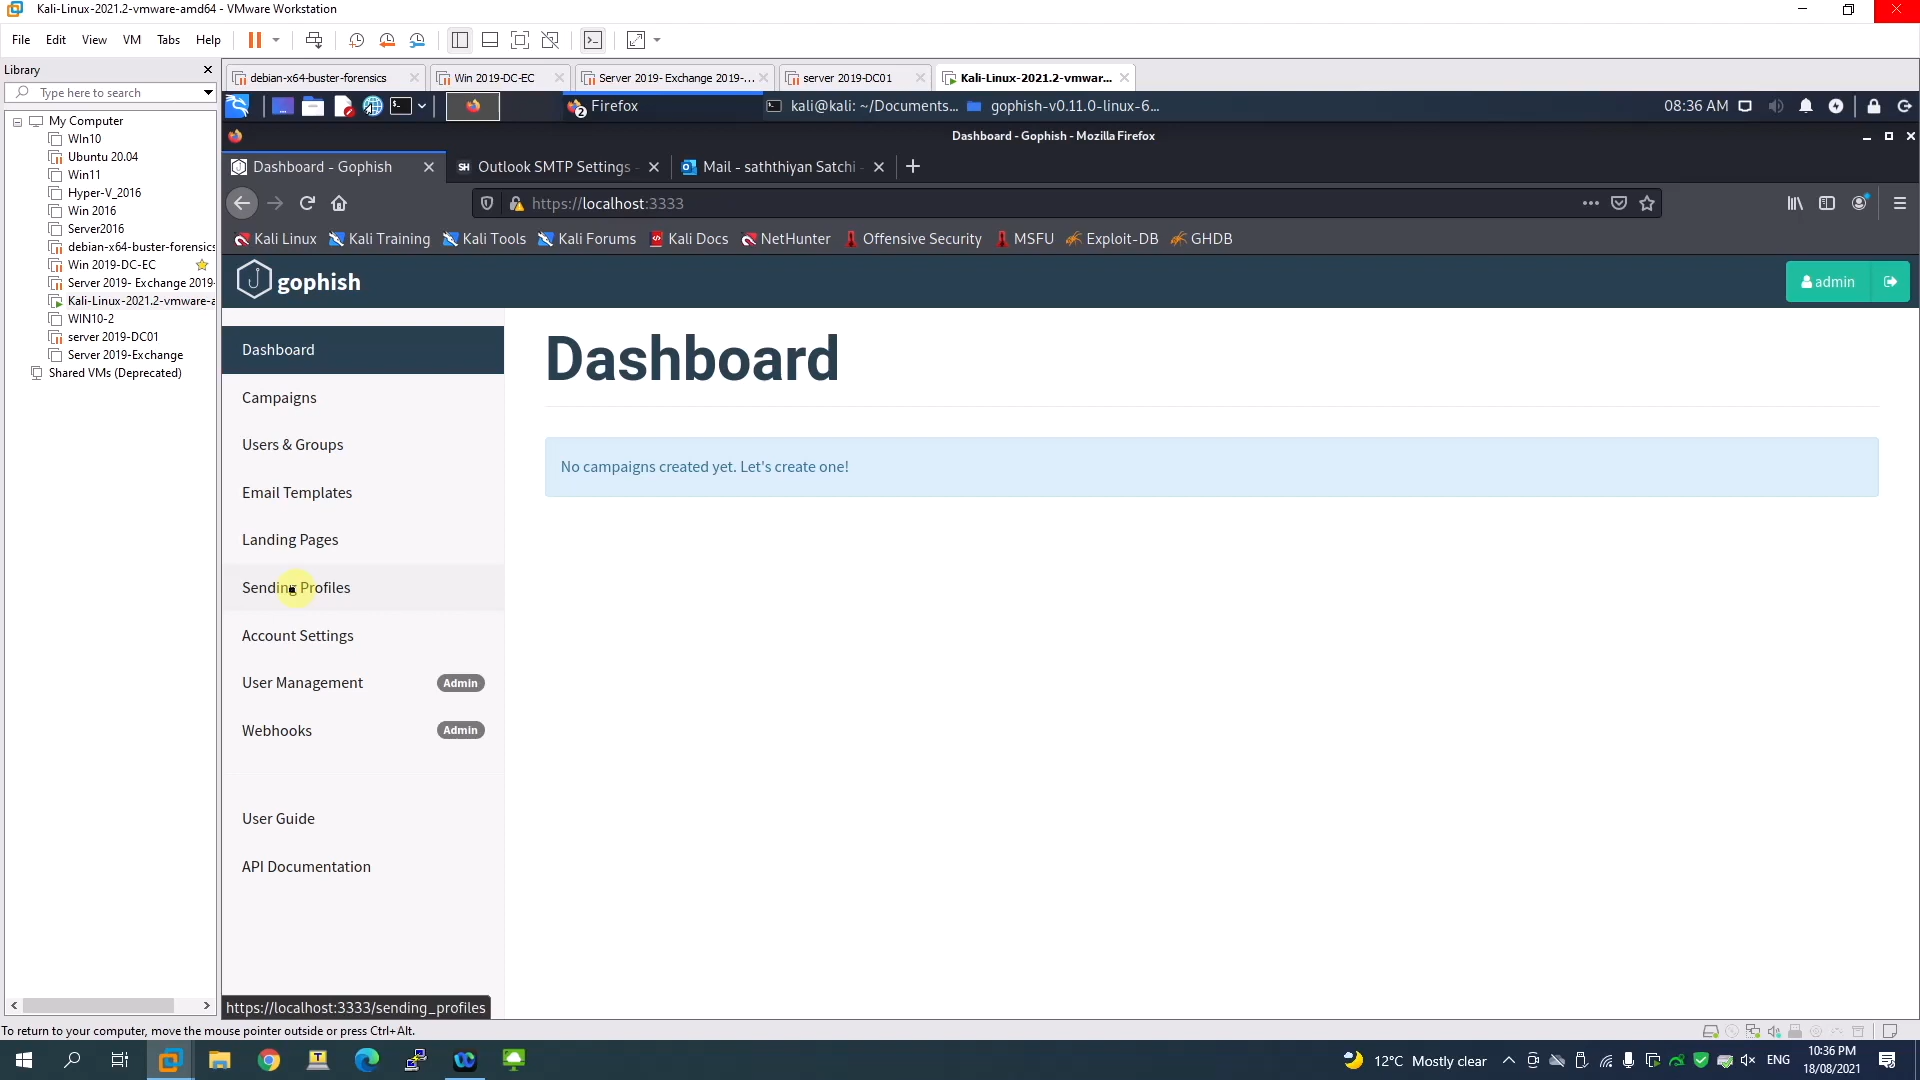 Kali-Linux-2021.2-vmware-amd64 - VMware Workstation
File Edit View VM Tabs Help
Library
Type here to search
My Computer
WIn10
Ubuntu 20.04
Win11
Hyper-V_2016
Win 2016
Server2016
debian-x64-buster-forensics
Win 2019-DC-EC
Server 2019- Exchange 2019-
Kali-Linux-2021.2-vmware-a
WIN10-2
server 2019-DC01
Server 2019-Exchange
Shared VMs (Deprecated)
debian-x64-buster-forensics Win 2019-DC-EC Server 2019- Exchange 2019-... server 2019-DC01 Kali-Linux-2021.2-vmwar...
2 Firefox kali@kali: ~/Documents... gophish-v0.11.0-linux-6... 08:36 AM
Dashboard - Gophish - Mozilla Firefox
Dashboard - Gophish SH Outlook SMTP Settings - Mail - saththiyan Satchi -
https://localhost:3333
Kali Linux Kali Training Kali Tools Kali Forums Kali Docs NetHunter Offensive Security MSFU Exploit-DB GHDB
gophish admin
Dashboard
Campaigns
Users & Groups
Email Templates
Landing Pages
Sending Profiles
Account Settings
User Management Admin
Webhooks Admin
User Guide
API Documentation
Dashboard
No campaigns created yet. Let's create one!
https://localhost:3333/sending_profiles
To return to your computer, move the mouse pointer outside or press Ctrl+Alt.
12°C Mostly clear ENG 10:36 PM
18/08/2021